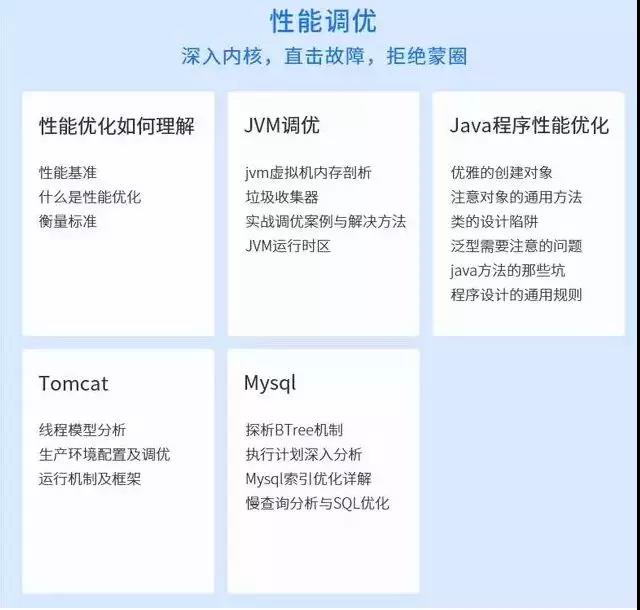 性能调优
深入内核，直击故障，拒绝蒙圈
性能优化如何理解
性能基准
什么是性能优化
衡量标准
JVM调优
jvm虚拟机内存剖析
垃圾收集器
实战调优案例与解决方法
JVM运行时区
Java程序性能优化
优雅的创建对象
注意对象的通用方法
类的设计陷阱
泛型需要注意的问题
java方法的那些坑
程序设计的通用规则
Tomcat
线程模型分析
生产环境配置及调优
运行机制及框架
Mysql
探析BTree机制
执行计划深入分析
Mysql索引优化详解
慢查询分析与SQL优化